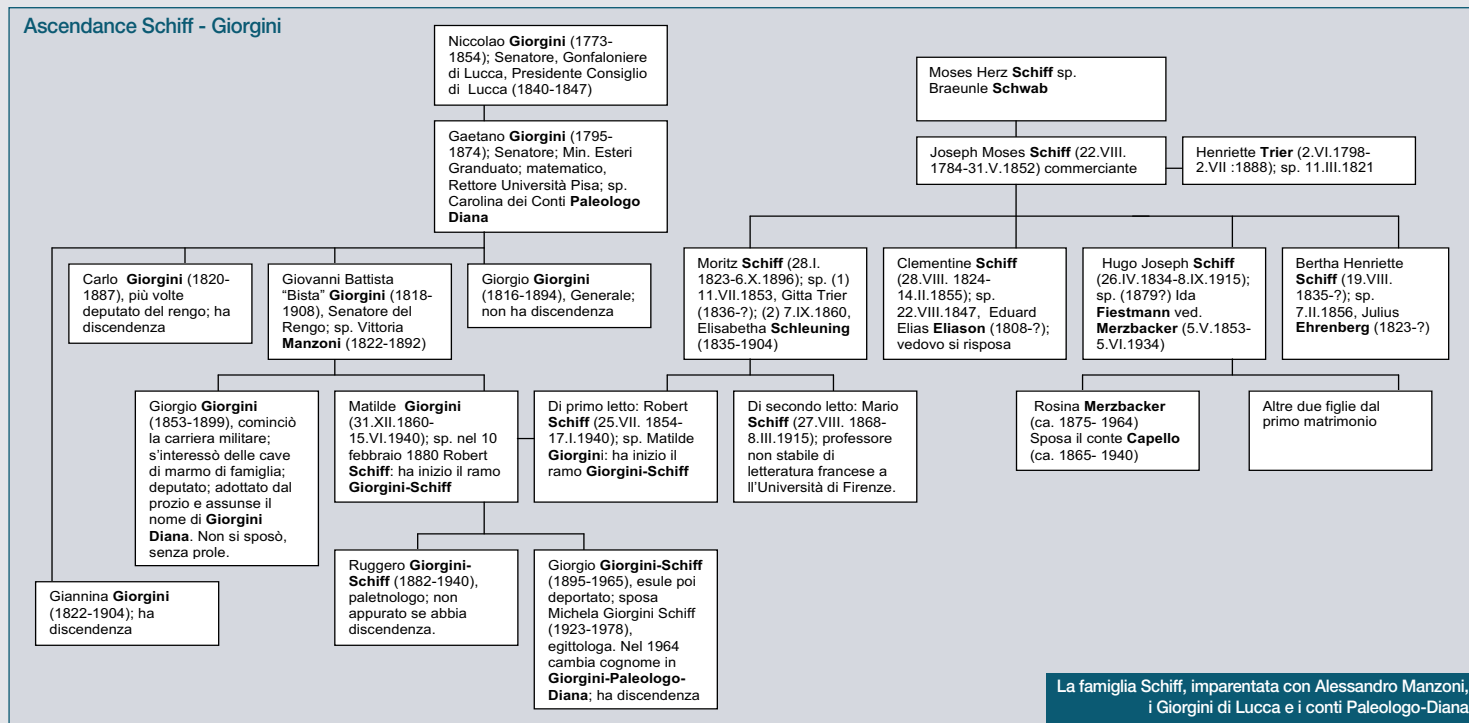 Ascendance Schiff - Giorgini
Niccolao Giorgini (1773-
1854); Senatore, Gonfaloniere
di Lucca, Presidente Consiglio
di Lucca (1840-1847)
Moses Herz Schiff sp.
Braeunle Schwab
Gaetano Giorgini (1795-
1874); Senatore; Min. Esteri
Granduato; matematico,
Rettore Università Pisa; sp.
Carolina dei Conti Paleologo
Diana
Joseph Moses Schiff (22.VIII.
1784-31.V.1852) commerciante
Henriette Trier (2.VI.1798-
2.VII :1888); sp. 11.III.1821
Carlo Giorgini (1820-
1887), più volte
deputato del rengo; ha
discendenza
Giovanni Battista
“Bista” Giorgini (1818-
1908), Senatore del
Rengo; sp. Vittoria
Manzoni (1822-1892)
Giorgio Giorgini
(1816-1894), Generale;
non ha discendenza
Moritz Schiff (28.I.
1823-6.X.1896); sp. (1)
11.VII.1853, Gitta Trier
(1836-?); (2) 7.IX.1860,
Elisabetha Schleuning
(1835-1904)
Clementine Schiff
(28.VIII. 1824-
14.II.1855); sp.
22.VIII.1847, Eduard
Elias Eliason (1808-?);
vedovo si risposa
Hugo Joseph Schiff
(26.IV.1834-8.IX.1915);
sp. (1879?) Ida
Fiestmann ved.
Merzbacker (5.V.1853-
5.VI.1934)
Bertha Henriette
Schiff (19.VIII.
1835-?); sp.
7.II.1856, Julius
Ehrenberg (1823-?)
Giorgio Giorgini
(1853-1899), cominciò
la carriera militare;
s’interessò delle cave
di marmo di famiglia;
deputato; adottato dal
prozio e assunse il
nome di Giorgini
Diana. Non si sposò,
senza prole.
Matilde Giorgini
(31.XII.1860-
15.VI.1940); sp. nel 10
febbraio 1880 Robert
Schiff: ha inizio il ramo
Giorgini-Schiff
Di primo letto: Robert
Schiff (25.VII. 1854-
17.I.1940); sp. Matilde
Giorgini: ha inizio il
ramo Giorgini-Schiff
Di secondo letto: Mario
Schiff (27.VIII. 1868-
8.III.1915); professore
non stabile di
letteratura francese a
ll’Università di Firenze.
Rosina Merzbacker
(ca. 1875- 1964)
Sposa il conte Capello
(ca. 1865- 1940)
Altre due figlie dal
primo matrimonio
Giannina Giorgini
(1822-1904); ha
discendenza
Ruggero Giorgini-
Schiff (1882-1940),
paletnologo; non
appurato se abbia
discendenza.
Giorgio Giorgini-Schiff
(1895-1965), esule poi
deportato; sposa
Michela Giorgini Schiff
(1923-1978),
egittologa. Nel 1964
cambia cognome in
Giorgini-Paleologo-
Diana; ha discendenza
La famiglia Schiff, imparentata con Alessandro Manzoni,
i Giorgini di Lucca e i conti Paleologo-Diana